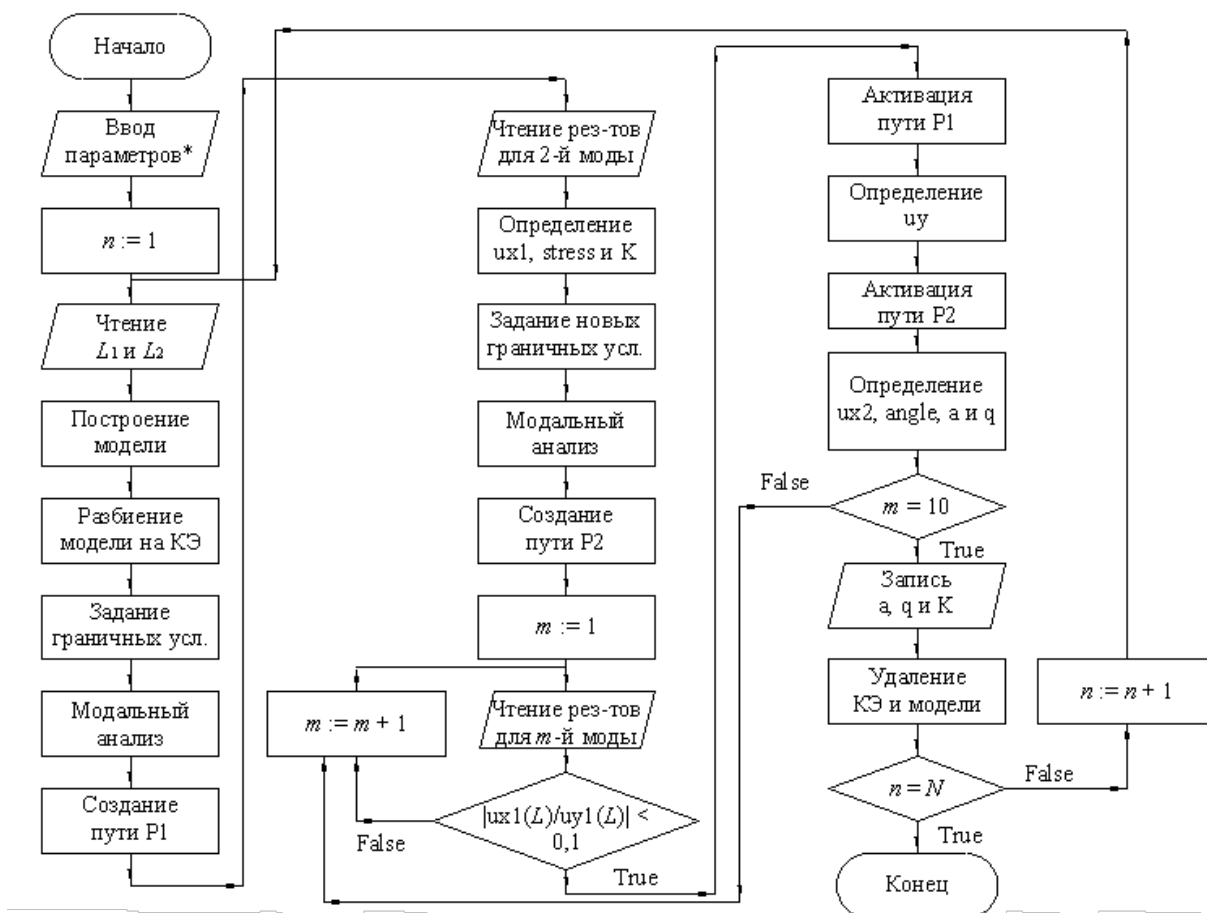 Начало
Ввод
параметров*
n := 1
Чтение
L1 и L2
Построение
модели
Разбиение
модели на КЭ
Задание
граничных усл.
Модальный
анализ
Создание
пути P1
Чтение рез-тов
для 2-й моды
Определение
ux1, stress и K
Задание новых
граничных усл.
Модальный
анализ
Создание
пути P2
m := 1
m := m + 1
Чтение рез-тов
для m-й моды
|ux1(L)/uy1(L)| <
0,1
False
True
Активация
пути P1
Определение
uy
Активация
пути P2
Определение
ux2, angle, a и q
False
m = 10
True
Запись
a, q и K
Удаление
КЭ и модели
n := n + 1
n = N
False
True
Конец